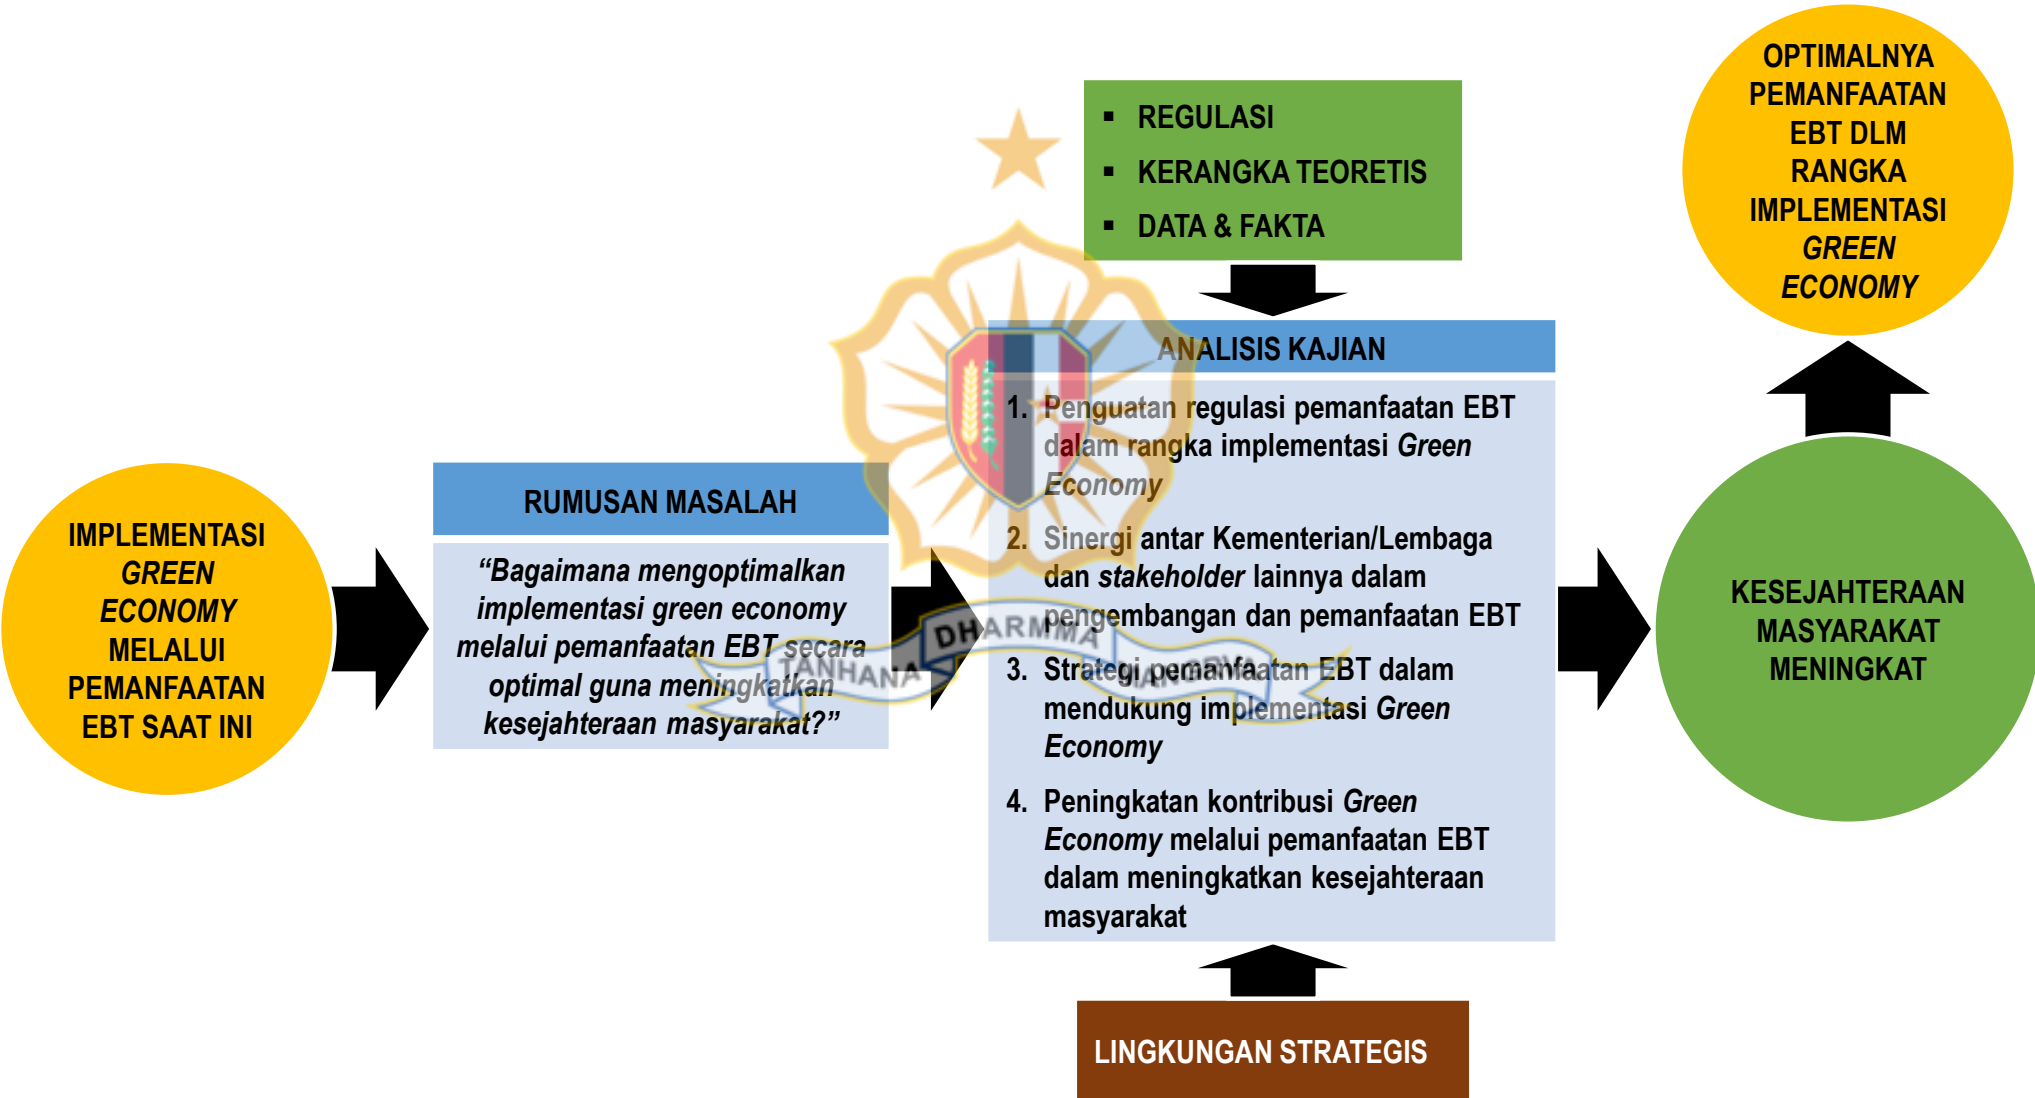 IMPLEMENTASI
GREEN
ECONOMY
MELALUI
PEMANFAATAN
EBT SAAT INI
RUMUSAN MASALAH
“Bagaimana mengoptimalkan
implementasi green economy
melalui pemanfaatan EBT secara
optimal guna meningkatkan
kesejahteraan masyarakat?”
▪ REGULASI
▪ KERANGKA TEORETIS
▪ DATA & FAKTA
ANALISIS KAJIAN
1. Penguatan regulasi pemanfaatan EBT
dalam rangka implementasi Green
Economy
2. Sinergi antar Kementerian/Lembaga
dan stakeholder lainnya dalam
pengembangan dan pemanfaatan EBT
3. Strategi pemanfaatan EBT dalam
mendukung implementasi Green
Economy
4. Peningkatan kontribusi Green
Economy melalui pemanfaatan EBT
dalam meningkatkan kesejahteraan
masyarakat
LINGKUNGAN STRATEGIS
KESEJAHTERAAN
MASYARAKAT
MENINGKAT
OPTIMALNYA
PEMANFAATAN
EBT DLM
RANGKA
IMPLEMENTASI
GREEN
ECONOMY
TANHANA DHARMMA